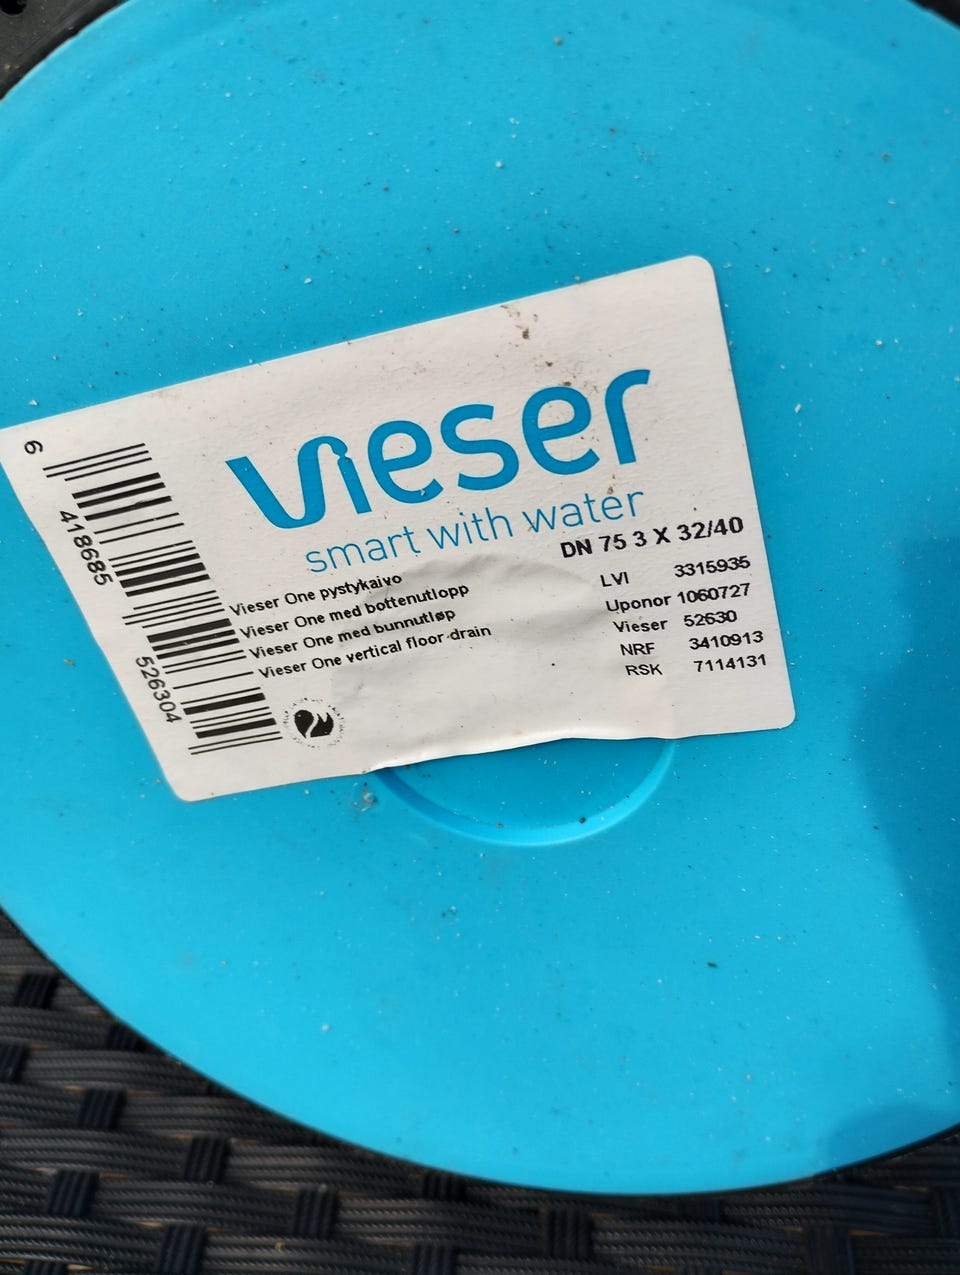 vieser
smart with water
DN 75 3 X 32/40
Vieser One pystykaivo
Vieser One med bottenutlopp
Vieser One med bunnutløp
Vieser One vertical floor drain
LVI 3315935
Uponor 1060727
Vieser 52630
NRF 3410913
RSK 7114131
6 418685 526304